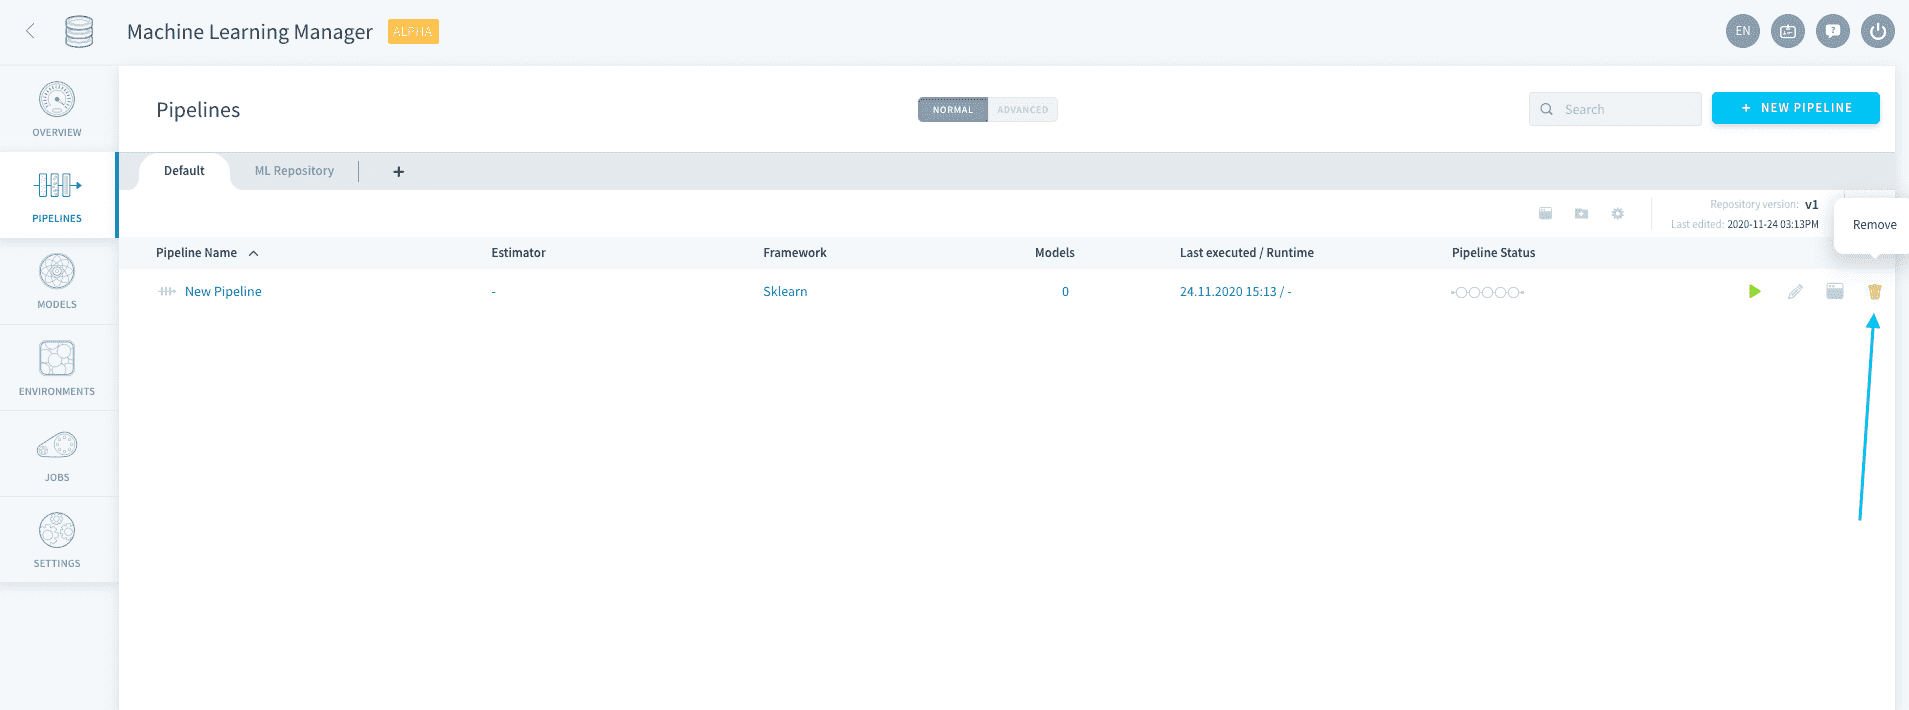 Machine Learning Manager ALPHA
EN
OVERVIEW
PIPELINES
MODELS
ENVIRONMENTS
JOBS
SETTINGS
Pipelines
NORMAL ADVANCED
Search
+ NEW PIPELINE
Default ML Repository +
Repository version: v1
Last edited: 2020-11-24 03:13PM
Remove
Pipeline Name Estimator Framework Models Last executed / Runtime Pipeline Status
New Pipeline - Sklearn 0 24.11.2020 15:13 / -